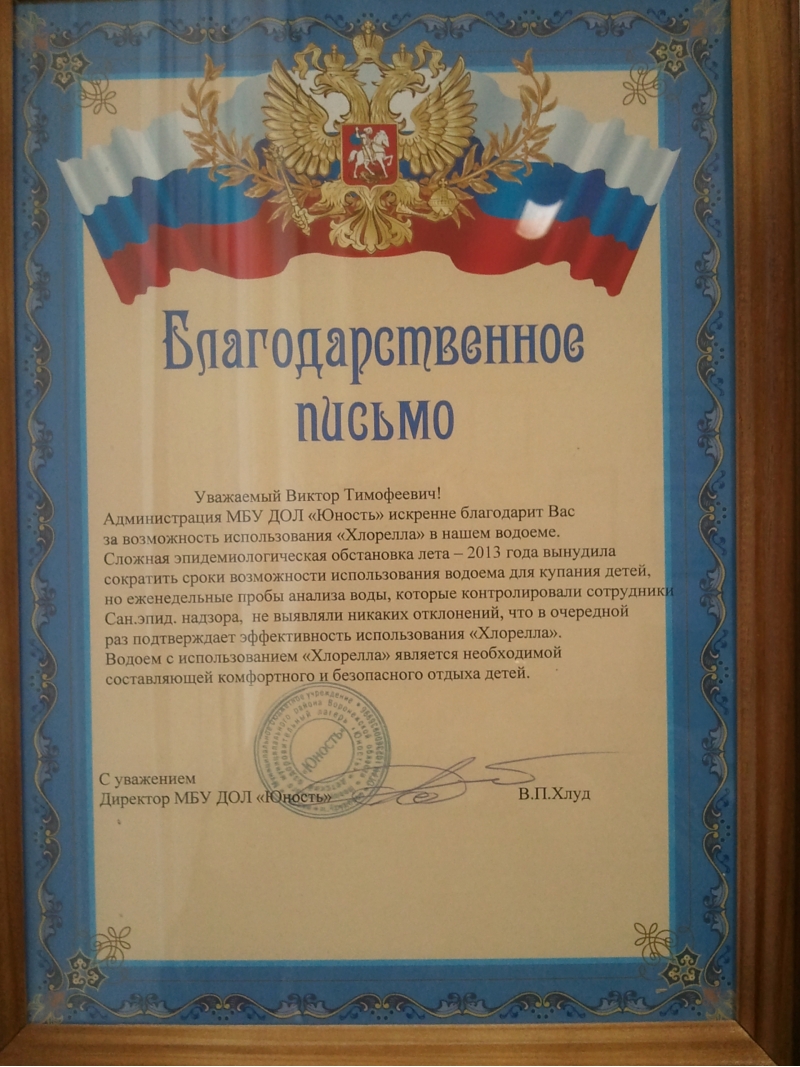 Благодарственное
письмо
Уважаемый Виктор Тимофеевич!
Администрация МБУ ДОЛ «Юность» искренне благодарит Вас
за возможность использования «Хлорелла» в нашем водоеме.
Сложная эпидемиологическая обстановка лета – 2013 года вынудила
сократить сроки возможности использования водоема для купания детей,
но еженедельные пробы анализа воды, которые контролировали сотрудники
Сан.эпид. надзора, не выявляли никаких отклонений, что в очередной
раз подтверждает эффективность использования «Хлорелла».
Водоем с использованием «Хлорелла» является необходимой
составляющей комфортного и безопасного отдыха детей.
«Юность»
С уважением
Директор МБУ ДОЛ «Юность»
В.П.Хлуд